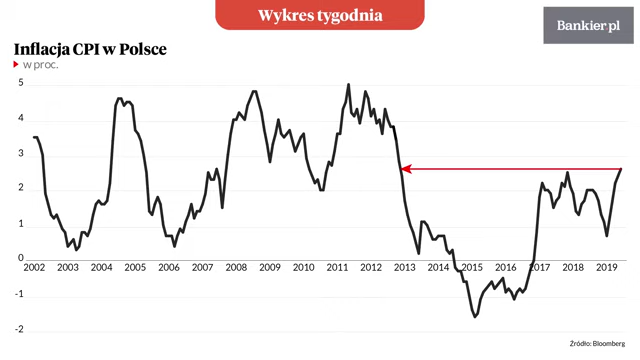 Wykres tygodnia
Bankier.pl
Inflacja CPI w Polsce
w proc.
5
4
3
2
1
0
2002 2003 2004 2005 2006 2007 2008 2009 2010 2011 2012 2013 2014 2015 2016 2017 2018 2019
-1
-2
Źródło: Bloomberg